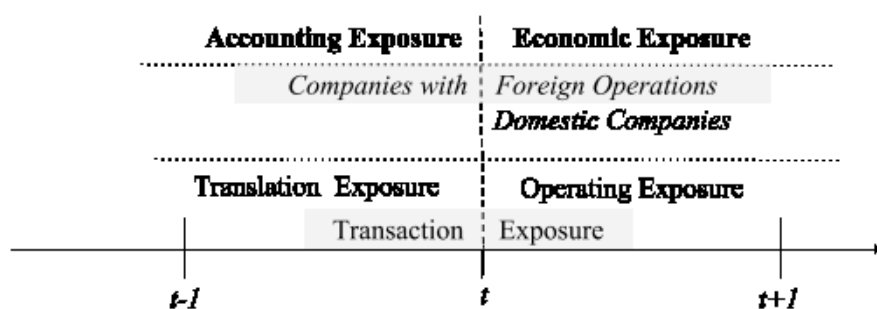 Accounting Exposure Economic Exposure
Companies with Foreign Operations
Domestic Companies
Translation Exposure Operating Exposure
Transaction Exposure
t-1 t t+1